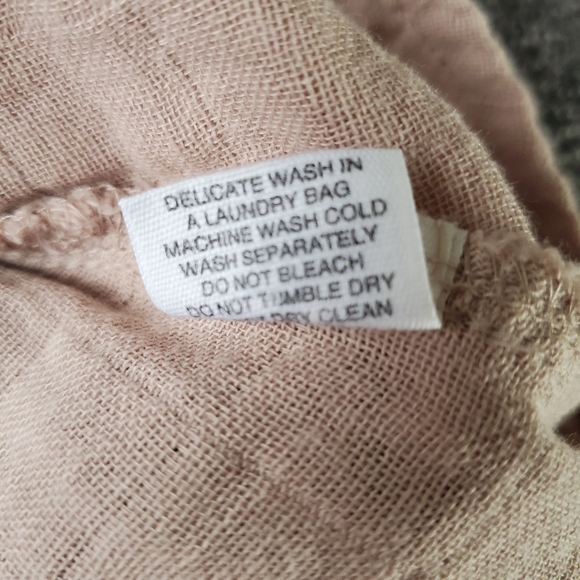 DELICATE WASH IN
A LAUNDRY BAG
MACHINE WASH COLD
WASH SEPARATELY
DO NOT BLEACH
DO NOT TUMBLE DRY
DRY CLEAN